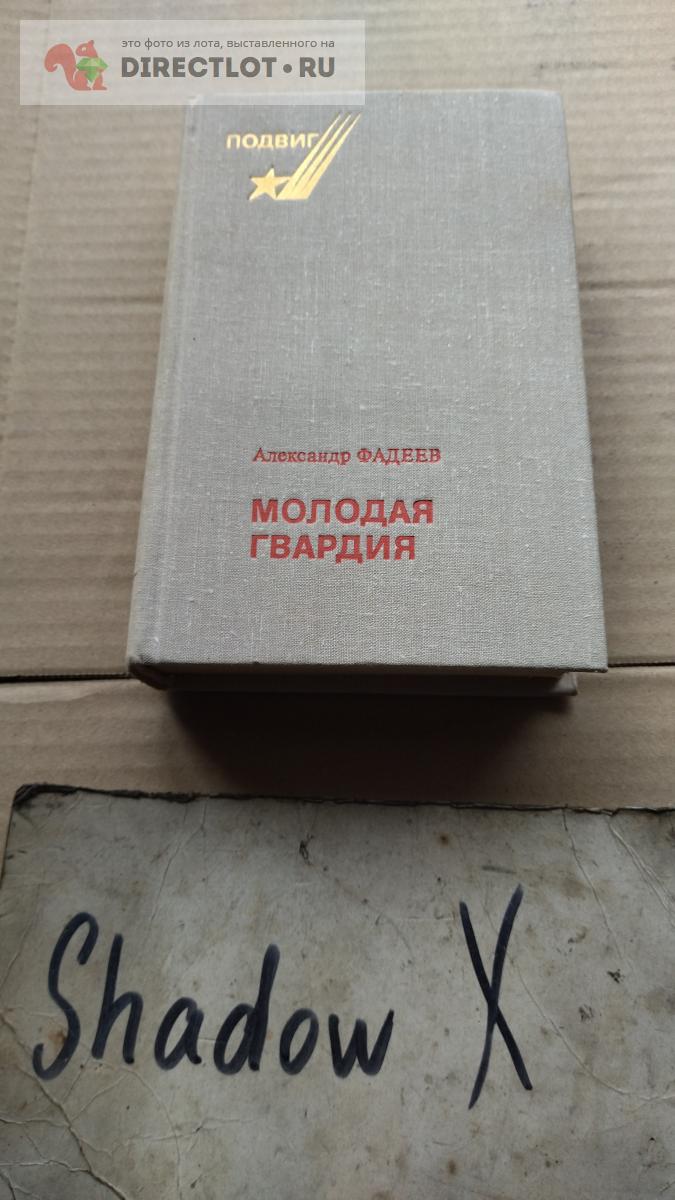 это фото из лота, выставленного на
DIRECTLOT•RU
ПОДВИГ
Александр ФАДЕЕВ
МОЛОДАЯ
ГВАРДИЯ
Shadow X